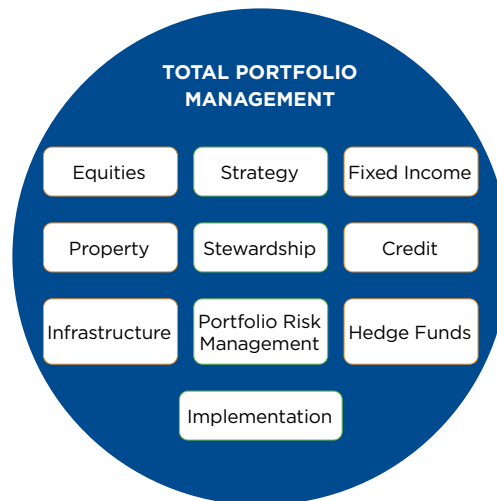 TOTAL PORTFOLIO
MANAGEMENT
Equities
Strategy
Fixed Income
Property
Stewardship
Credit
Infrastructure
Portfolio Risk
Management
Hedge Funds
Implementation